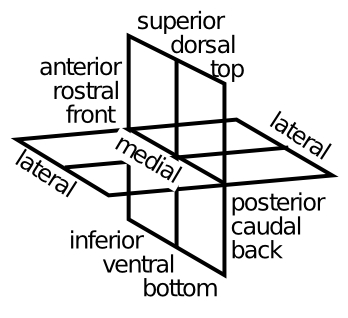 superior
dorsal
top
anterior
rostral
front
lateral
medial
lateral
posterior
caudal
back
inferior
ventral
bottom